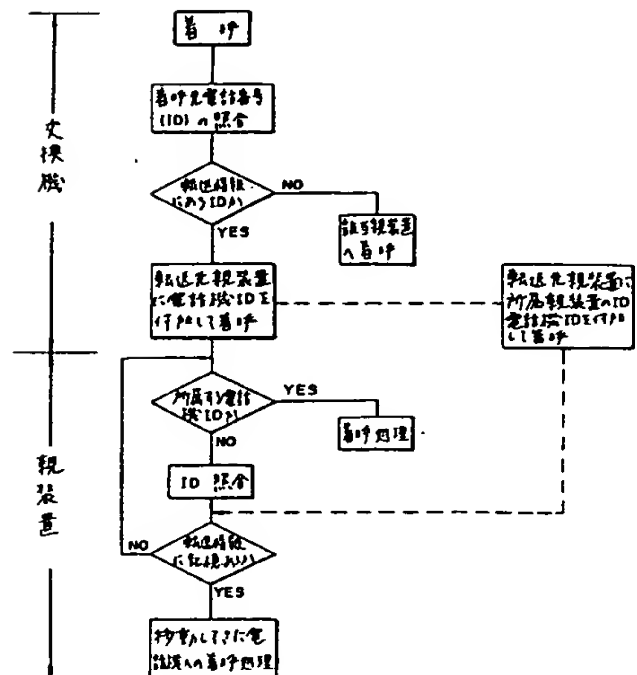 着呼
着呼先電話番号
(ID)の照合
転送情報
にあるIDか
NO
YES
該当親装置
へ着呼
転送先親装置
に電話機IDを
付加して着呼
転送先親装置に
所属親装置のID
電話機IDを付加
して着呼
交換機
所属する電話
機IDか
YES
NO
着呼処理
ID 照合
転送情報
に記憶ありか
NO
YES
移動してきた電
話機への着呼処理
親装置